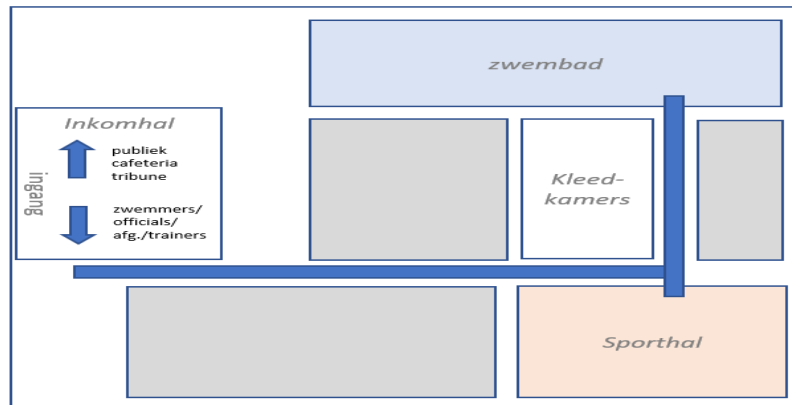 zwembad
Inkomhal
ingang
publiek
cafeteria
tribune
zwemmers/
officials/
afg./trainers
Kleed-
kamers
Sporthal